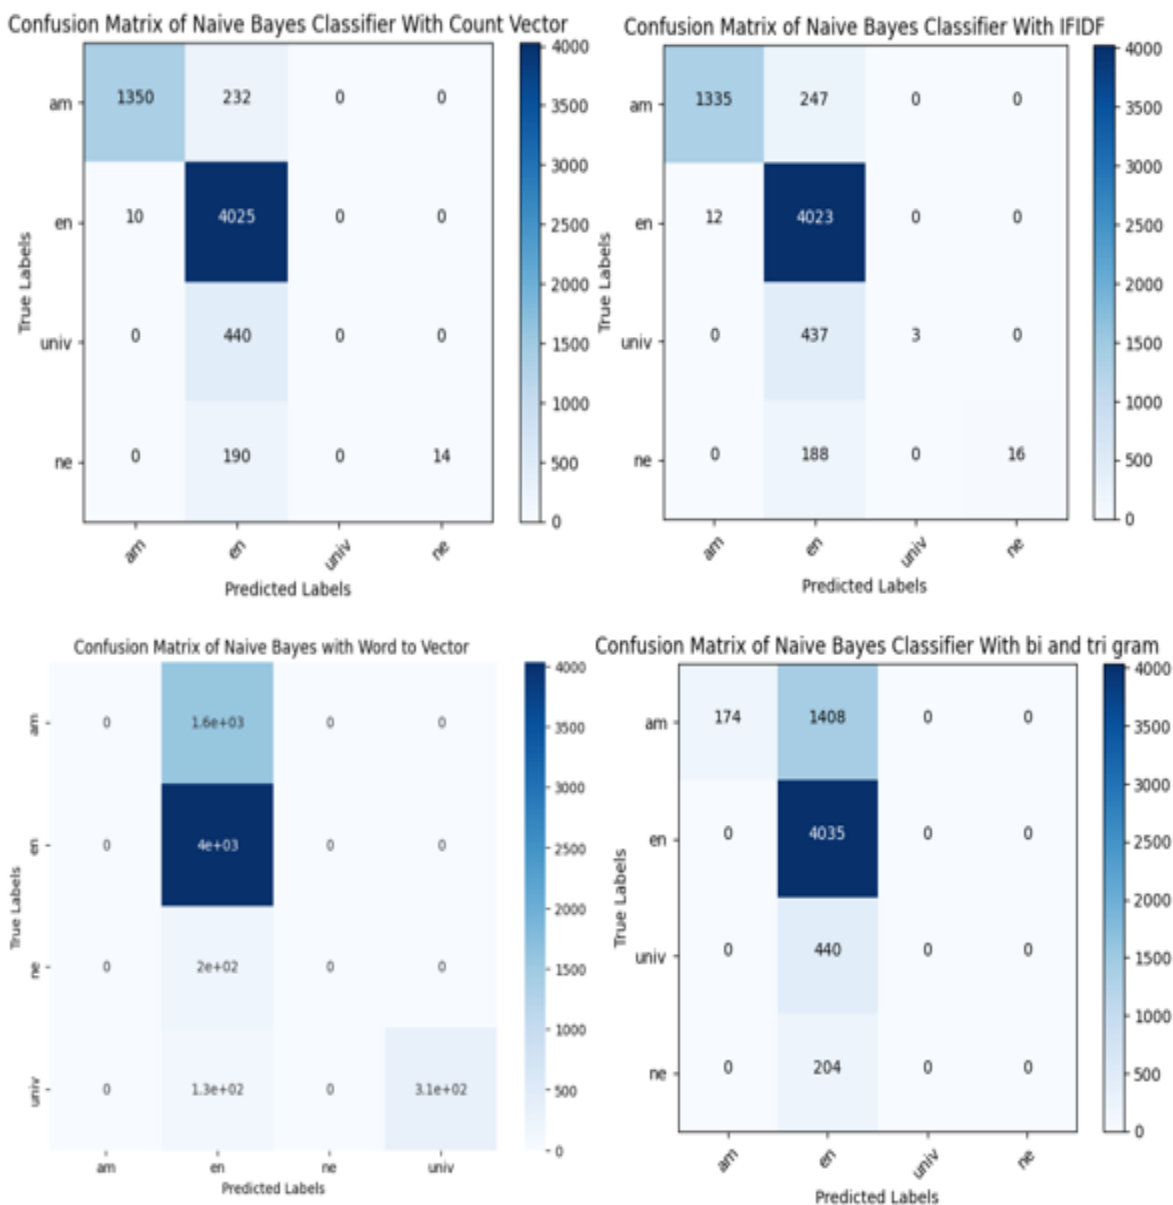 Confusion Matrix of Naive Bayes Classifier With Count Vector
am 1350 232 0 0
en 10 4025 0 0
univ 0 440 0 0
ne 0 190 0 14
am en univ ne
True Labels
Predicted Labels
4000
3500
3000
2500
2000
1500
1000
500
0
Confusion Matrix of Naive Bayes Classifier With IFIDF
am 1335 247 0 0
en 12 4023 0 0
univ 0 437 3 0
ne 0 188 0 16
am en univ ne
True Labels
Predicted Labels
4000
3500
3000
2500
2000
1500
1000
500
0
Confusion Matrix of Naive Bayes with Word to Vector
am 0 1.6e+03 0 0
en 0 4e+03 0 0
ne 0 2e+02 0 0
univ 0 1.3e+02 0 3.1e+02
am en ne univ
True Labels
Predicted Labels
4000
3500
3000
2500
2000
1500
1000
500
0
Confusion Matrix of Naive Bayes Classifier With bi and tri gram
am 174 1408 0 0
en 0 4035 0 0
univ 0 440 0 0
ne 0 204 0 0
am en univ ne
True Labels
Predicted Labels
4000
3500
3000
2500
2000
1500
1000
500
0